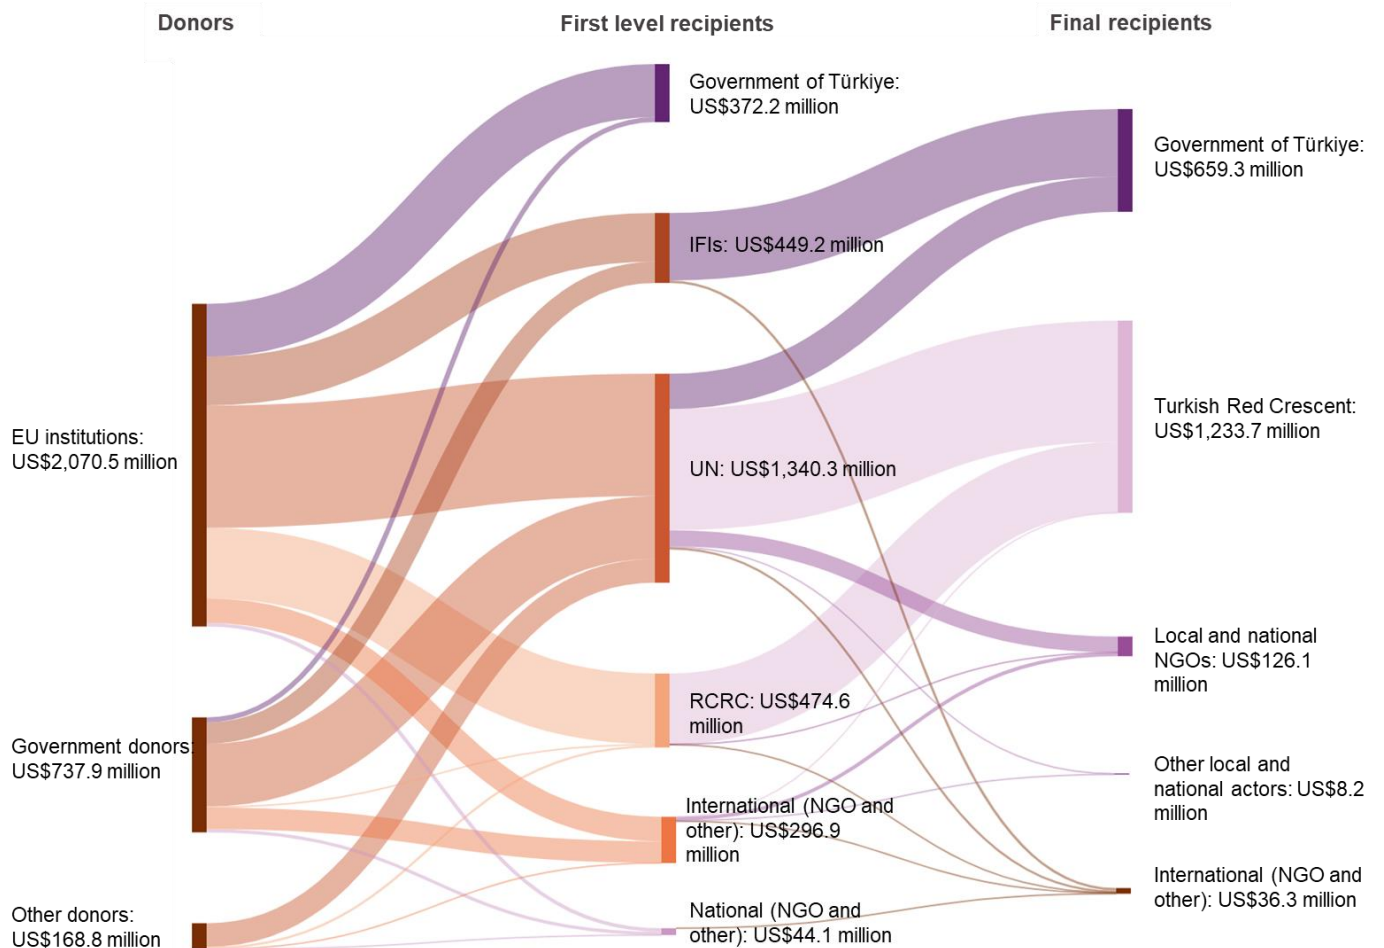 Donors
First level recipients
Final recipients
Government of Türkiye:
US$372.2 million
Government of Türkiye:
US$659.3 million
IFIs: US$449.2 million
Turkish Red Crescent:
US$1,233.7 million
EU institutions:
US$2,070.5 million
UN: US$1,340.3 million
Local and national
NGOs: US$126.1
million
RCRC: US$474.6
million
Government donors:
US$737.9 million
Other local and
national actors: US$8.2
million
International (NGO and
other): US$296.9
million
International (NGO and
other): US$36.3 million
Other donors:
US$168.8 million
National (NGO and
other): US$44.1 million